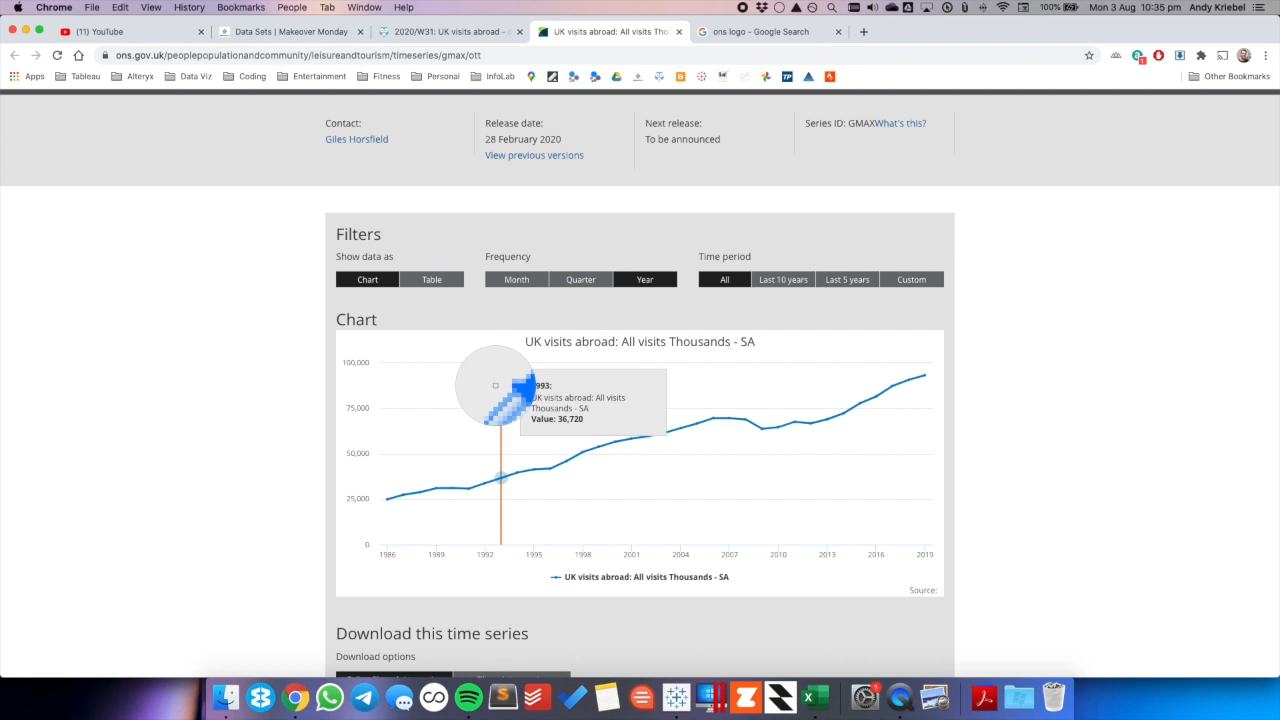 Chrome File Edit View History Bookmarks People Tab Window Help 100% Mon 3 Aug 10:35 pm Andy Kriebel
(11) YouTube Data Sets | Makeover Monday 2020/W31: UK visits abroad - UK visits abroad: All visits Tho ons logo - Google Search
ons.gov.uk/peoplepopulationandcommunity/leisureandtourism/timeseries/gmax/ott
Apps Tableau Alteryx Data Viz Coding Entertainment Fitness Personal InfoLab TP Other Bookmarks
Contact: Release date: Next release: Series ID: GMAXWhat's this?
Giles Horsfield 28 February 2020 To be announced
View previous versions
Filters
Show data as Frequency Time period
Chart Table Month Quarter Year All Last 10 years Last 5 years Custom
Chart
UK visits abroad: All visits Thousands - SA
100,000
75,000
50,000
25,000
0
993:
UK visits abroad: All visits
Thousands - SA
Value: 36,720
1986 1989 1992 1995 1998 2001 2004 2007 2010 2013 2016 2019
UK visits abroad: All visits Thousands - SA
Source:
Download this time series
Download options